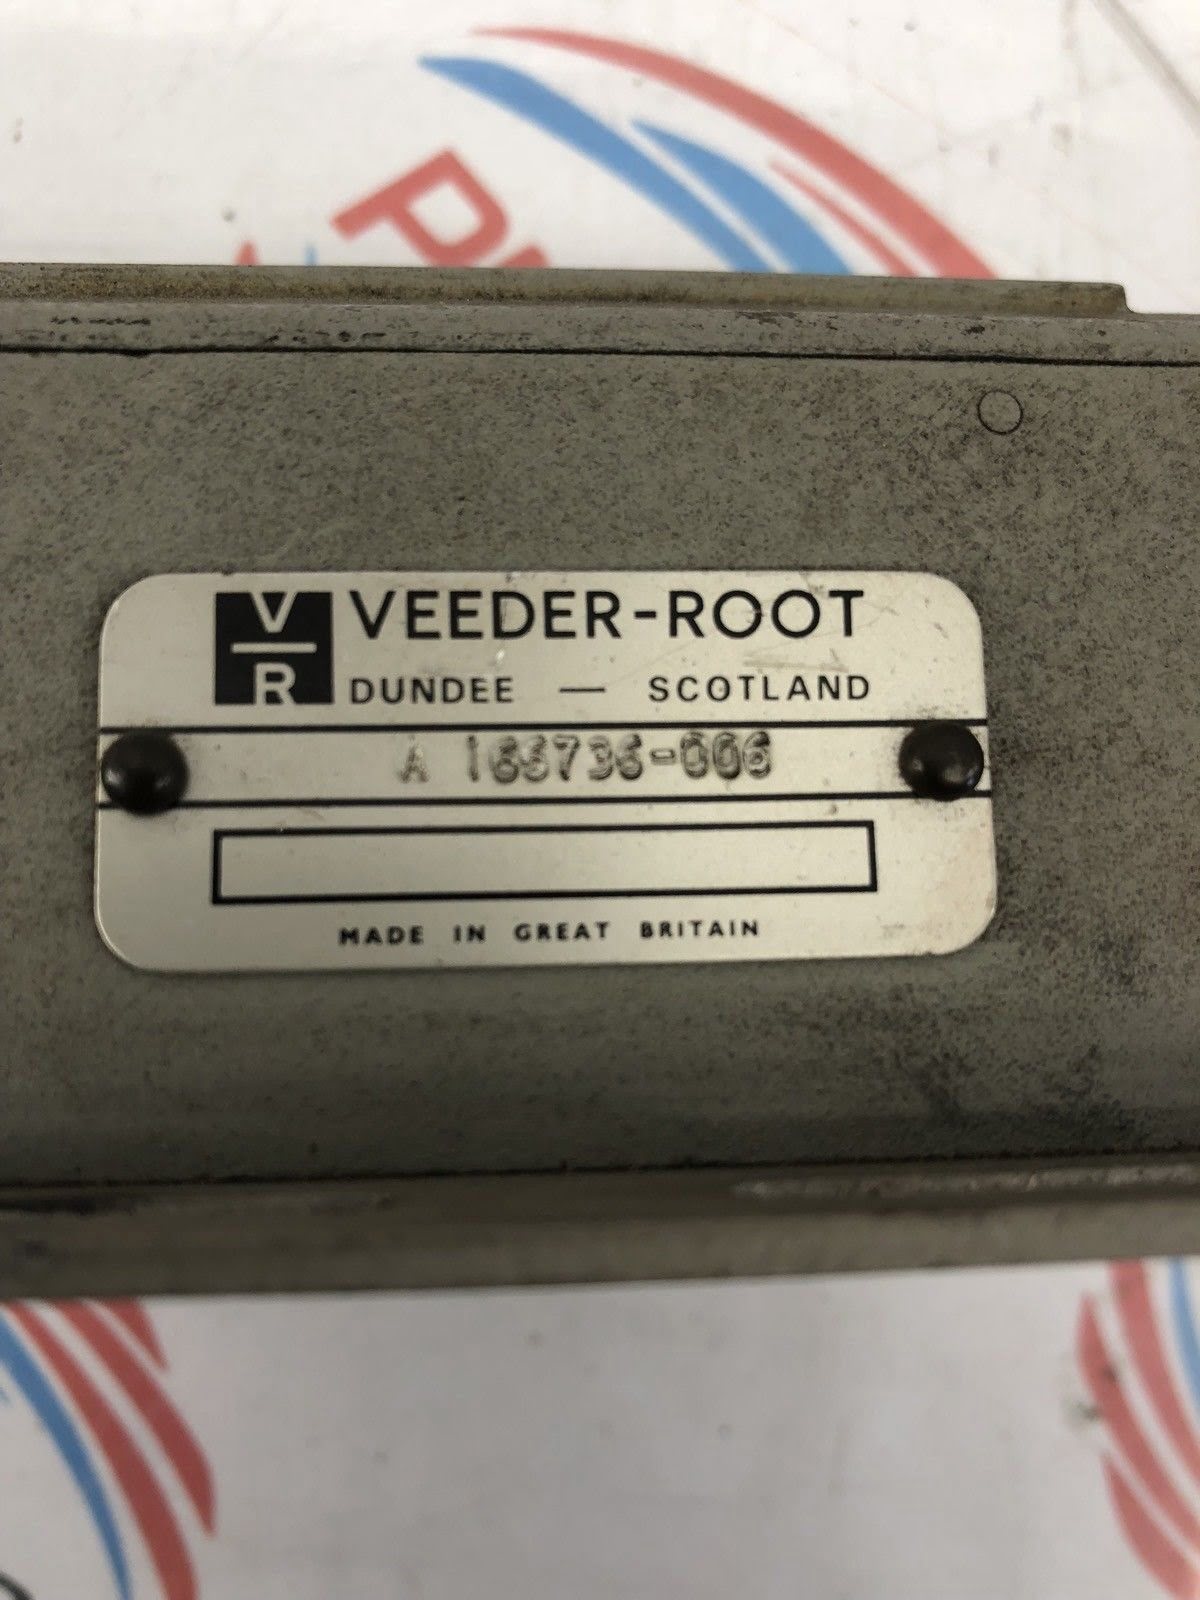 V
R
VEEDER-ROOT
DUNDEE — SCOTLAND
A 166736-006
MADE IN GREAT BRITAIN